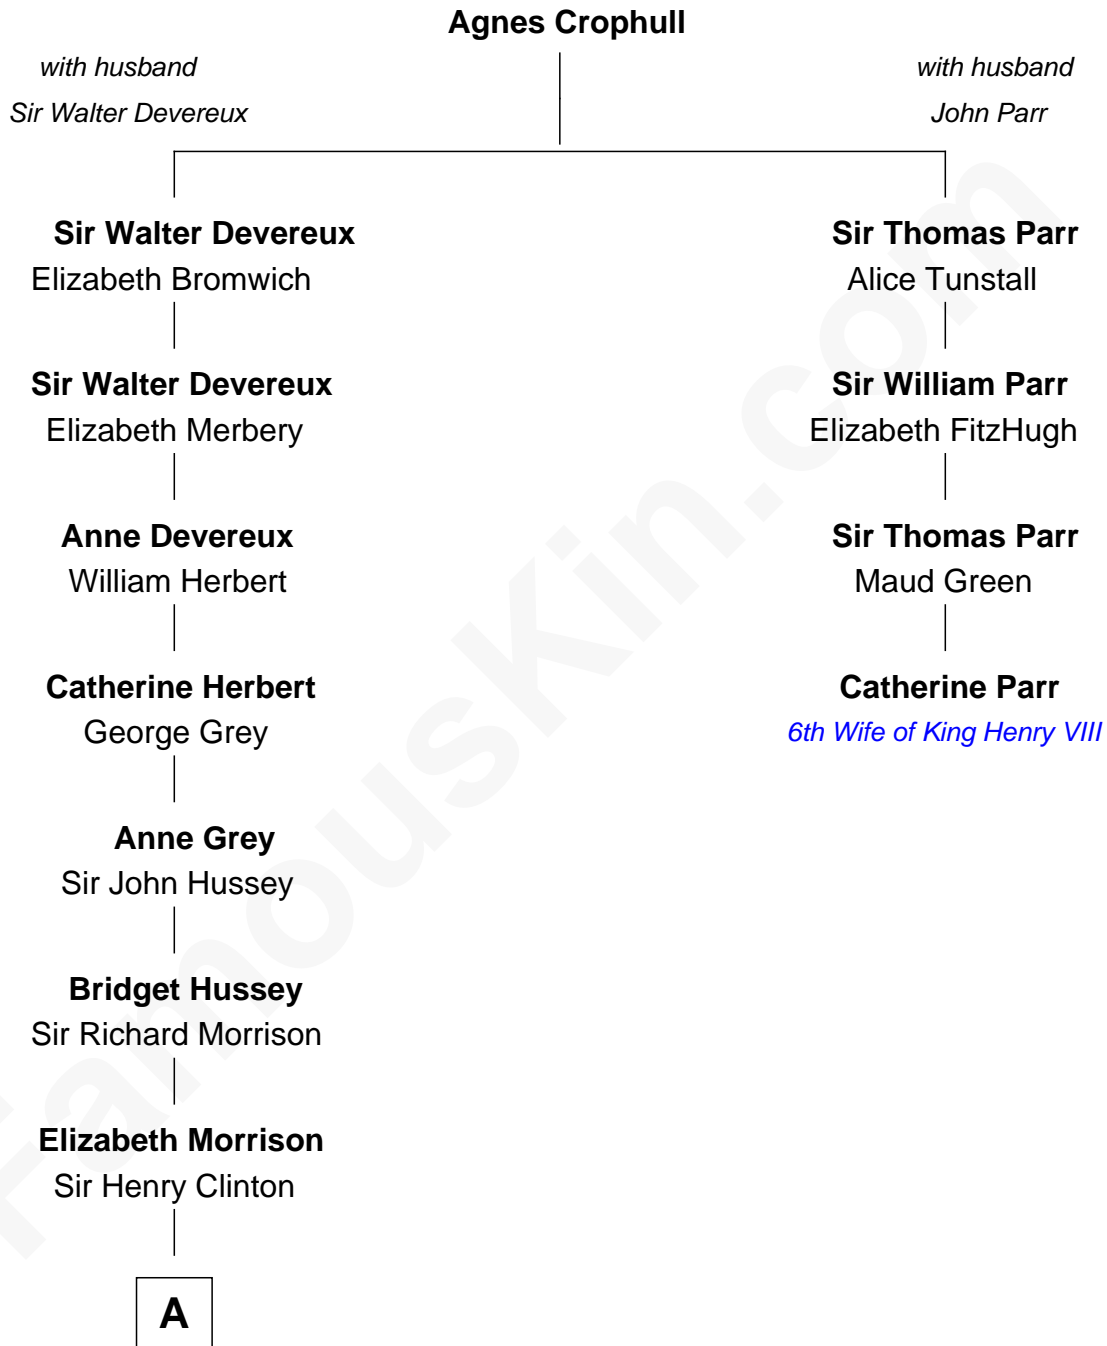 Agnes Crophull
with husband
Sir Walter Devereux
with husband
John Parr
Sir Walter Devereux
Elizabeth Bromwich
Sir Thomas Parr
Alice Tunstall
Sir Walter Devereux
Elizabeth Merbery
Sir William Parr
Elizabeth FitzHugh
Anne Devereux
William Herbert
Sir Thomas Parr
Maud Green
Catherine Herbert
George Grey
Catherine Parr
6th Wife of King Henry VIII
Anne Grey
Sir John Hussey
Bridget Hussey
Sir Richard Morrison
Elizabeth Morrison
Sir Henry Clinton
A
FamousKin.com